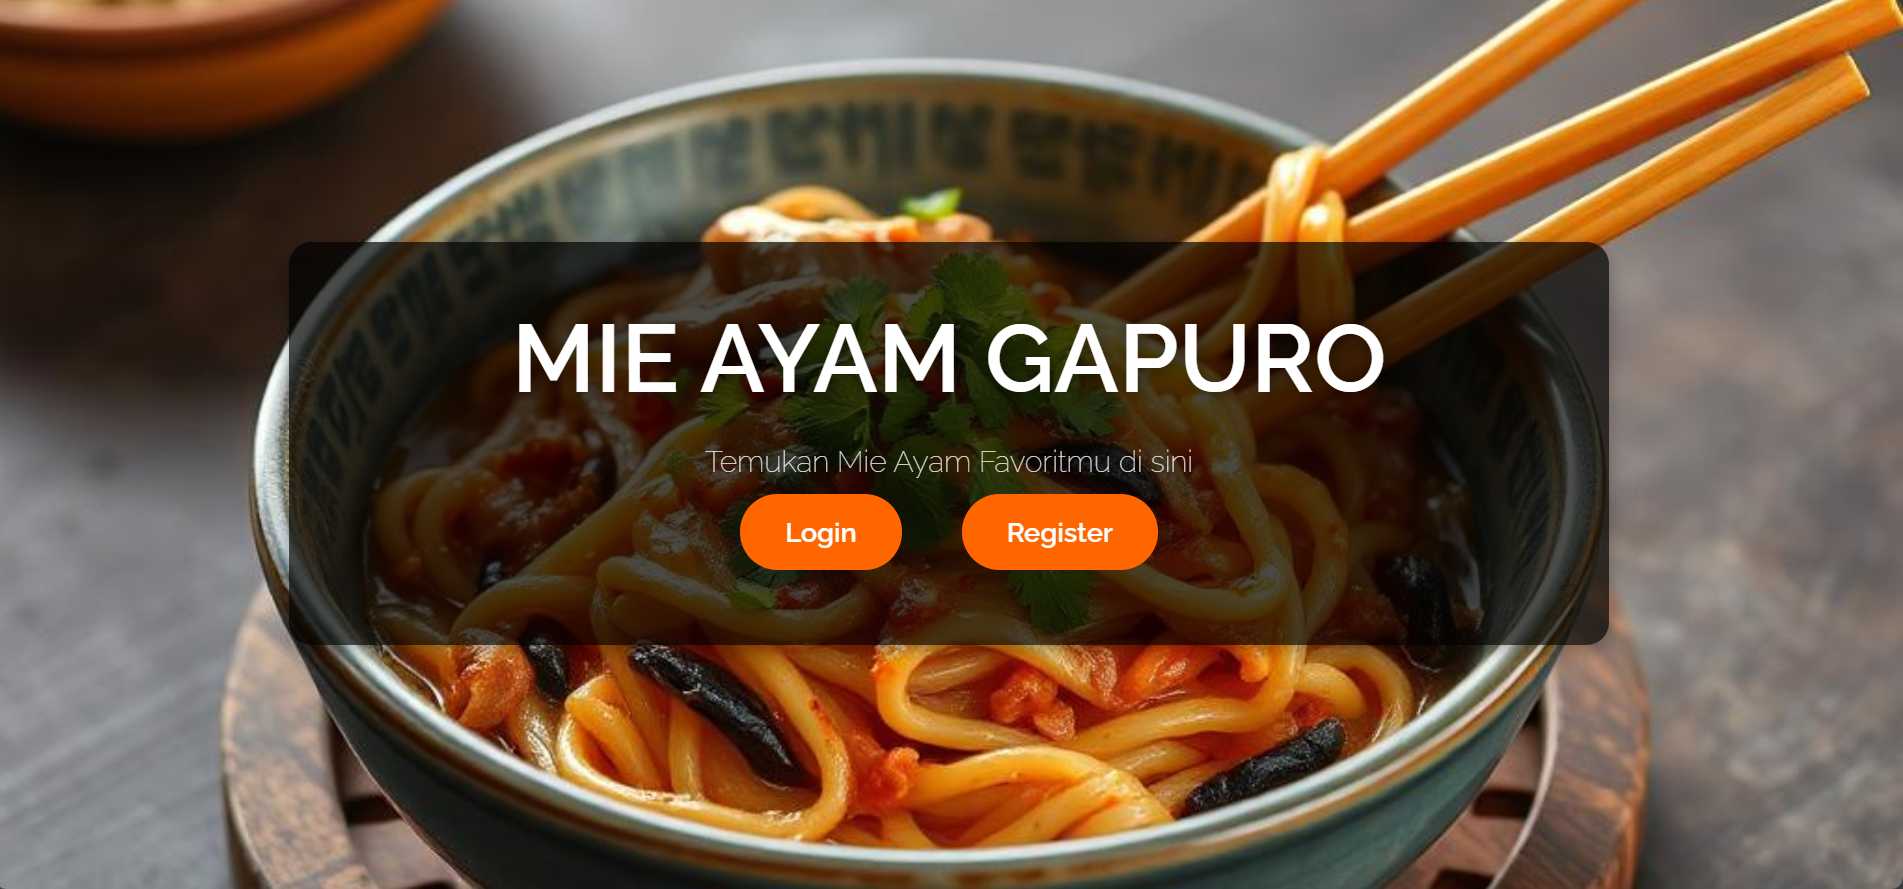 MIE AYAM GAPURO
Temukan Mie Ayam Favoritmu di sini
Login
Register